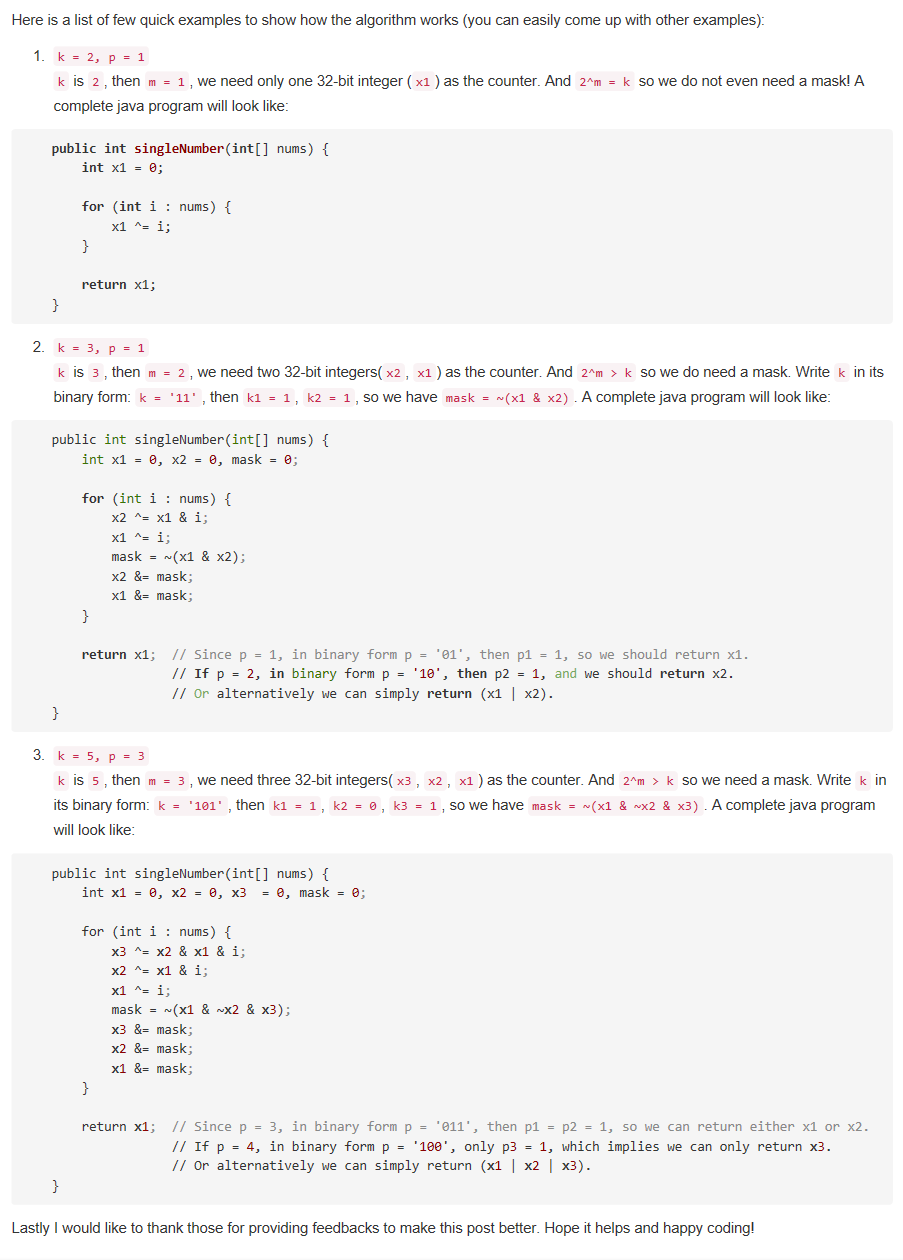 Here is a list of few quick examples to show how the algorithm works (you can easily come up with other examples):
1. k = 2, p = 1
k is 2 , then m = 1 , we need only one 32-bit integer ( x1 ) as the counter. And 2^m = k so we do not even need a mask! A
complete java program will look like:
public int singleNumber(int[] nums) {
    int x1 = 0;
    for (int i : nums) {
        x1 ^= i;
    }
    return x1;
}
2. k = 3, p = 1
k is 3 , then m = 2 , we need two 32-bit integers( x2 , x1 ) as the counter. And 2^m > k so we do need a mask. Write k in its
binary form: k = '11' , then k1 = 1 , k2 = 1 , so we have mask = ~(x1 & x2) . A complete java program will look like:
public int singleNumber(int[] nums) {
    int x1 = 0, x2 = 0, mask = 0;
    for (int i : nums) {
        x2 ^= x1 & i;
        x1 ^= i;
        mask = ~(x1 & x2);
        x2 &= mask;
        x1 &= mask;
    }
    return x1;  // Since p = 1, in binary form p = '01', then p1 = 1, so we should return x1.
                // If p = 2, in binary form p = '10', then p2 = 1, and we should return x2.
                // Or alternatively we can simply return (x1 | x2).
}
3. k = 5, p = 3
k is 5 , then m = 3 , we need three 32-bit integers( x3 , x2 , x1 ) as the counter. And 2^m > k so we need a mask. Write k in
its binary form: k = '101' , then k1 = 1 , k2 = 0 , k3 = 1 , so we have mask = ~(x1 & ~x2 & x3) . A complete java program
will look like:
public int singleNumber(int[] nums) {
    int x1 = 0, x2 = 0, x3  = 0, mask = 0;
    for (int i : nums) {
        x3 ^= x2 & x1 & i;
        x2 ^= x1 & i;
        x1 ^= i;
        mask = ~(x1 & ~x2 & x3);
        x3 &= mask;
        x2 &= mask;
        x1 &= mask;
    }
    return x1;  // Since p = 3, in binary form p = '011', then p1 = p2 = 1, so we can return either x1 or x2.
                // If p = 4, in binary form p = '100', only p3 = 1, which implies we can only return x3.
                // Or alternatively we can simply return (x1 | x2 | x3).
}
Lastly I would like to thank those for providing feedbacks to make this post better. Hope it helps and happy coding!